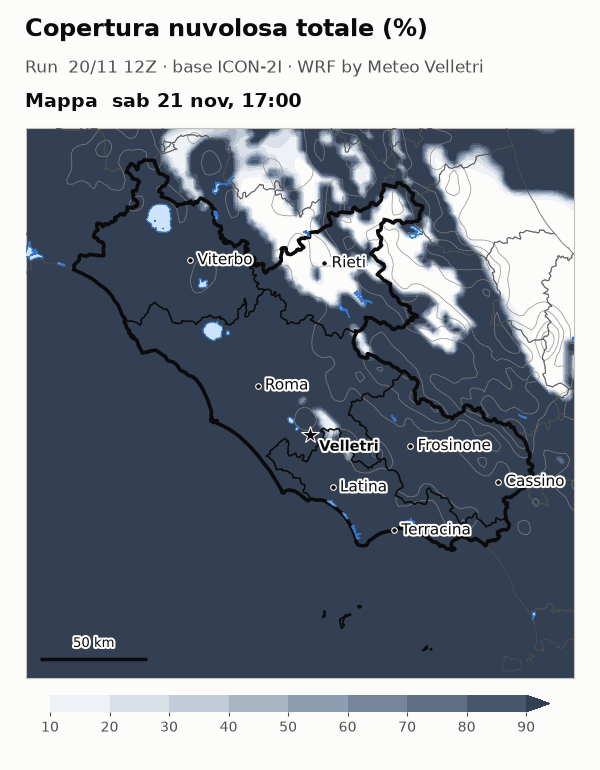 Copertura nuvolosa totale (%)
Run  20/11 12Z · base ICON-2I · WRF by Meteo Velletri
Mappa  sab 21 nov, 17:00
Viterbo
Rieti
Roma
Velletri
Frosinone
Cassino
Latina
Terracina
50 km
10 20 30 40 50 60 70 80 90